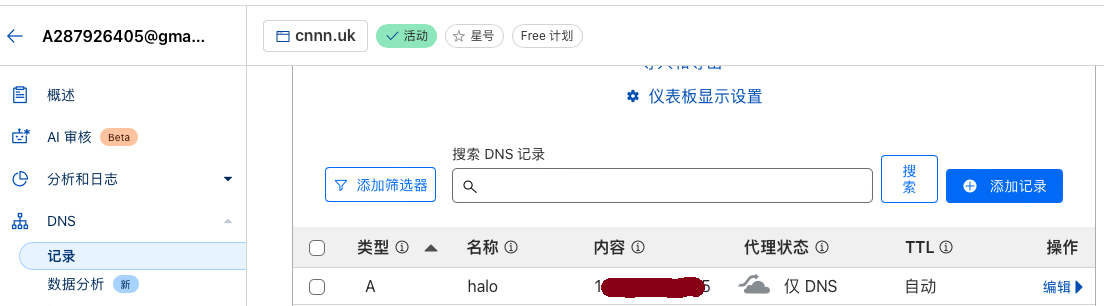 A287926405@gma...
cnnn.uk
活动
星号
Free 计划
概述
AI 审核 Beta
分析和日志
DNS
记录
数据分析 新
仪表板显示设置
搜索 DNS 记录
添加筛选器
搜索
添加记录
类型 名称 内容 代理状态 TTL 操作
A halo 1 5 仅 DNS 自动 编辑